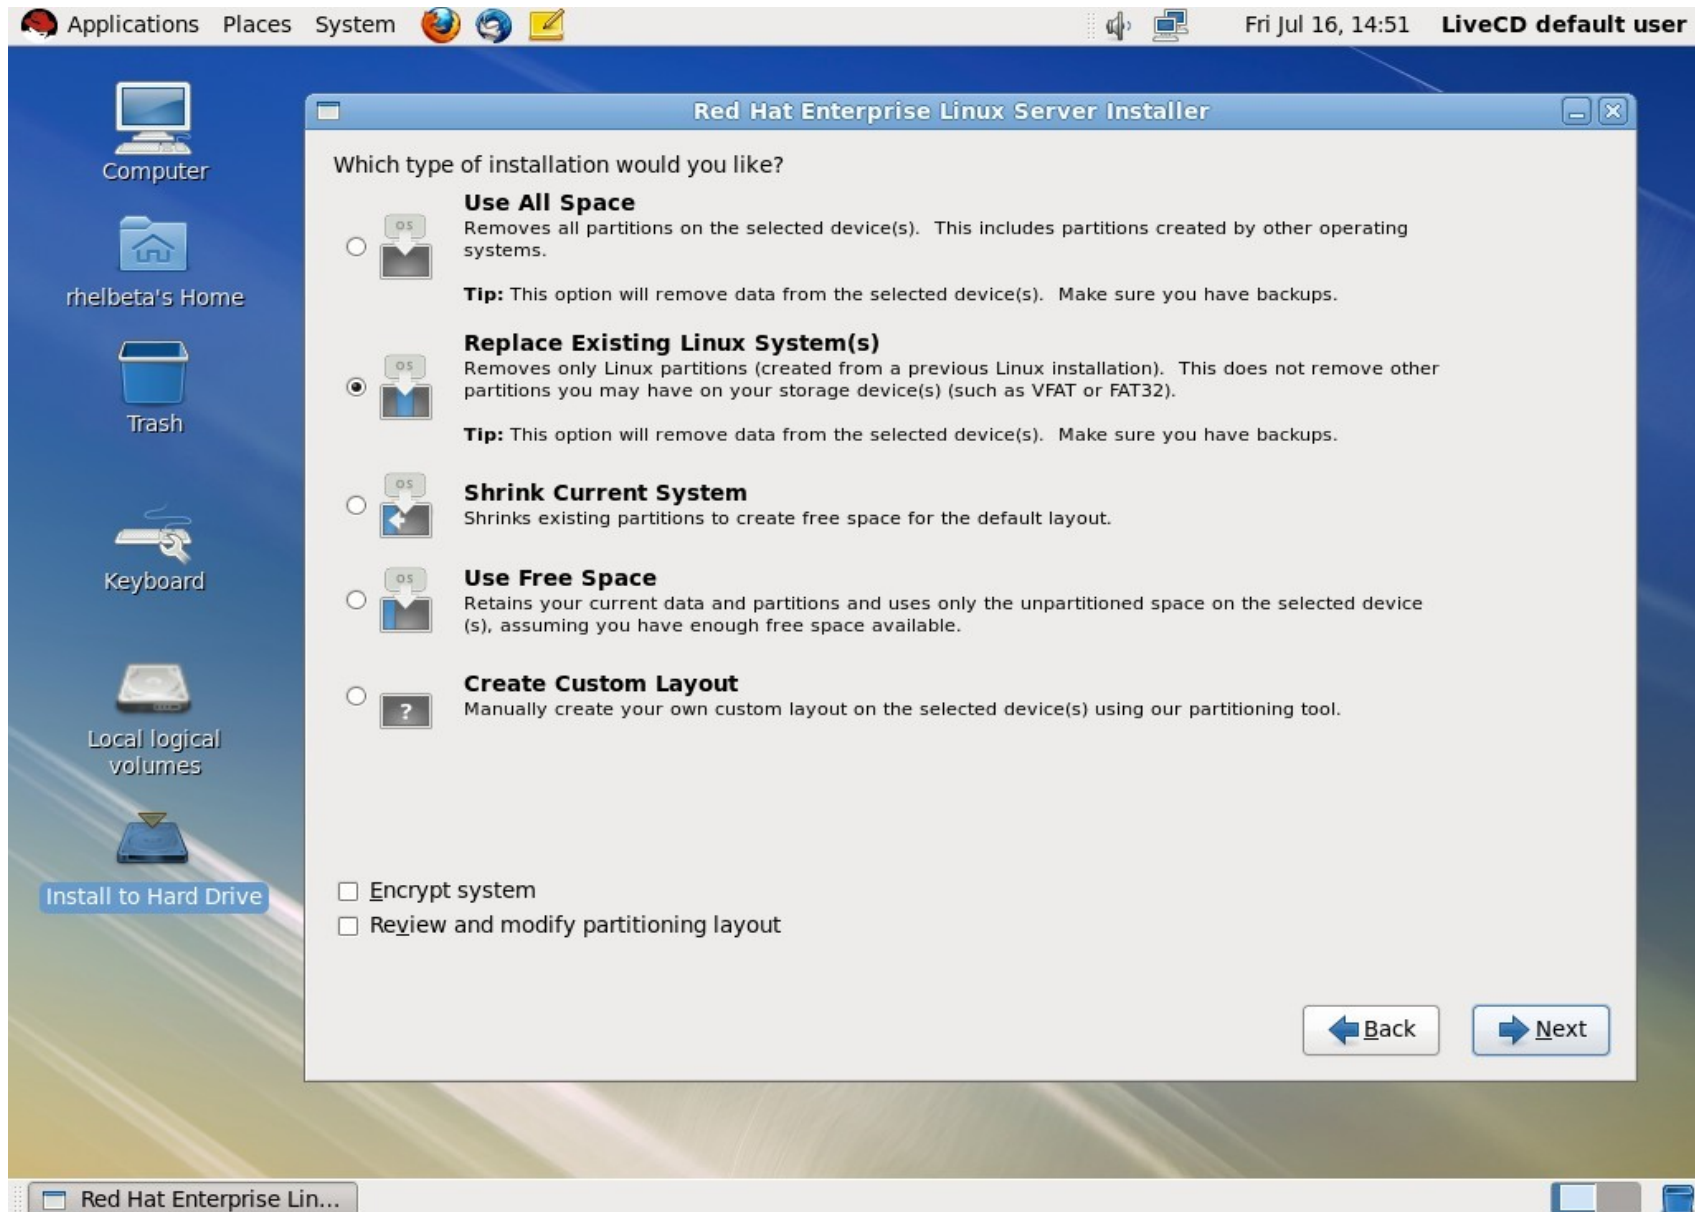 Applications Places System Fri Jul 16, 14:51 LiveCD default user
Computer
rhelbeta's Home
Trash
Keyboard
Local logical
volumes
Install to Hard Drive
Red Hat Enterprise Linux Server Installer
Which type of installation would you like?
OS
Use All Space
Removes all partitions on the selected device(s). This includes partitions created by other operating
systems.
Tip: This option will remove data from the selected device(s). Make sure you have backups.
OS
Replace Existing Linux System(s)
Removes only Linux partitions (created from a previous Linux installation). This does not remove other
partitions you may have on your storage device(s) (such as VFAT or FAT32).
Tip: This option will remove data from the selected device(s). Make sure you have backups.
OS
Shrink Current System
Shrinks existing partitions to create free space for the default layout.
OS
Use Free Space
Retains your current data and partitions and uses only the unpartitioned space on the selected device
(s), assuming you have enough free space available.
?
Create Custom Layout
Manually create your own custom layout on the selected device(s) using our partitioning tool.
Encrypt system
Review and modify partitioning layout
Back Next
Red Hat Enterprise Lin...